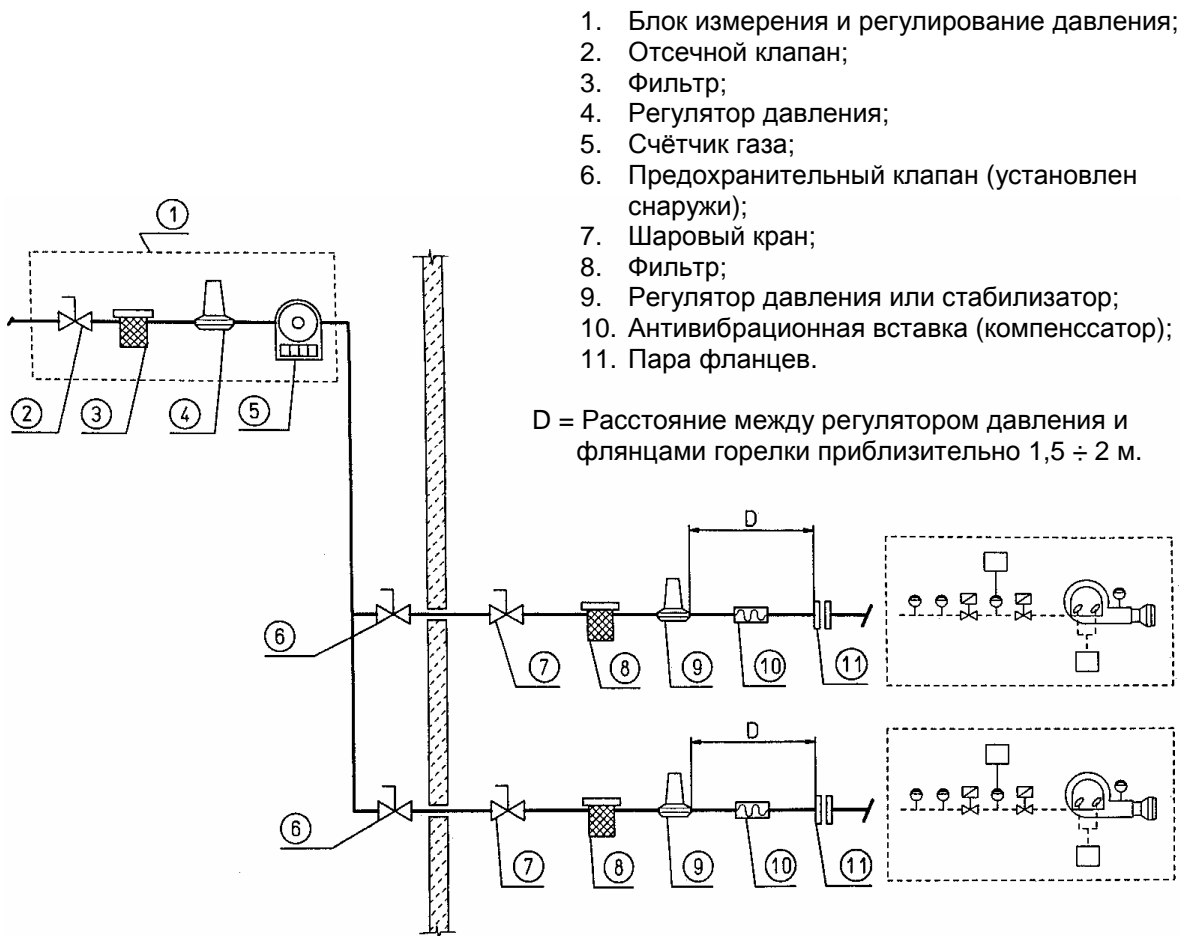 1. Блок измерения и регулирование давления;
2. Отсечной клапан;
3. Фильтр;
4. Регулятор давления;
5. Счётчик газа;
6. Предохранительный клапан (установлен
снаружи);
7. Шаровый кран;
8. Фильтр;
9. Регулятор давления или стабилизатор;
10. Антивибрационная вставка (компенссатор);
11. Пара фланцев.
D = Расстояние между регулятором давления и
флянцами горелки приблизительно 1,5 ÷ 2 м.
1
2 3 4 5
D
6 7 8 9 10 11
D
6 7 8 9 10 11